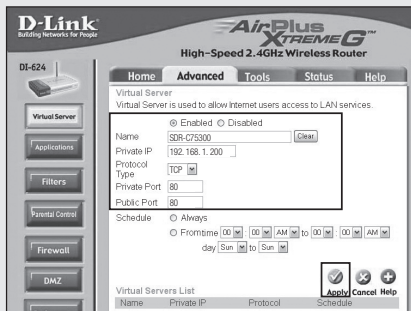 D-Link
Building Networks for People
AirPlus
XTREME G™
High-Speed 2.4GHz Wireless Router
DI-624
Home Advanced Tools Status Help
Virtual Server
Virtual Server is used to allow Internet users access to LAN services.
Virtual Server
Enabled Disabled
Name SDR-C75300 Clear
Private IP 192.168.1.200
Protocol Type TCP
Private Port 80
Public Port 80
Schedule Always
From time 00 : 00 AM to 00 : 00 AM
day Sun to Sun
Applications
Filters
Parental Control
Firewall
DMZ
Apply Cancel Help
Virtual Servers List
Name Private IP Protocol Schedule